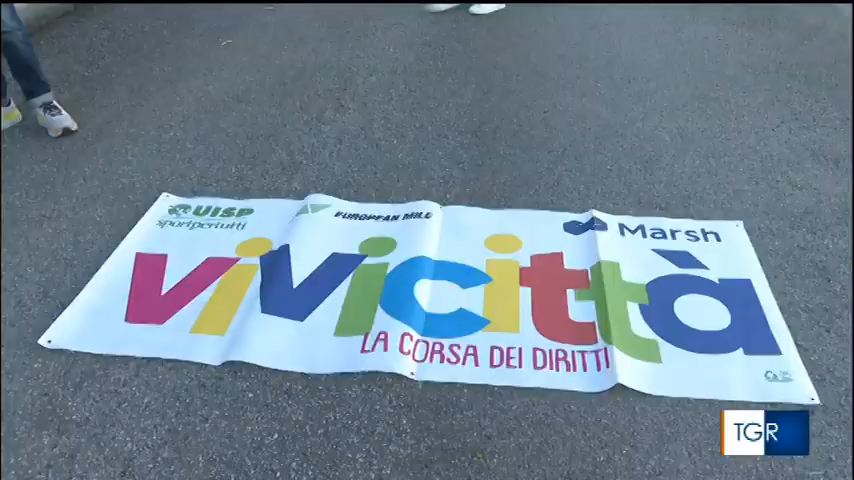 UISP
sportpertutti
EUROPEAN MILE
Marsh
vivicittà
LA CORSA DEI DIRITTI
TGR